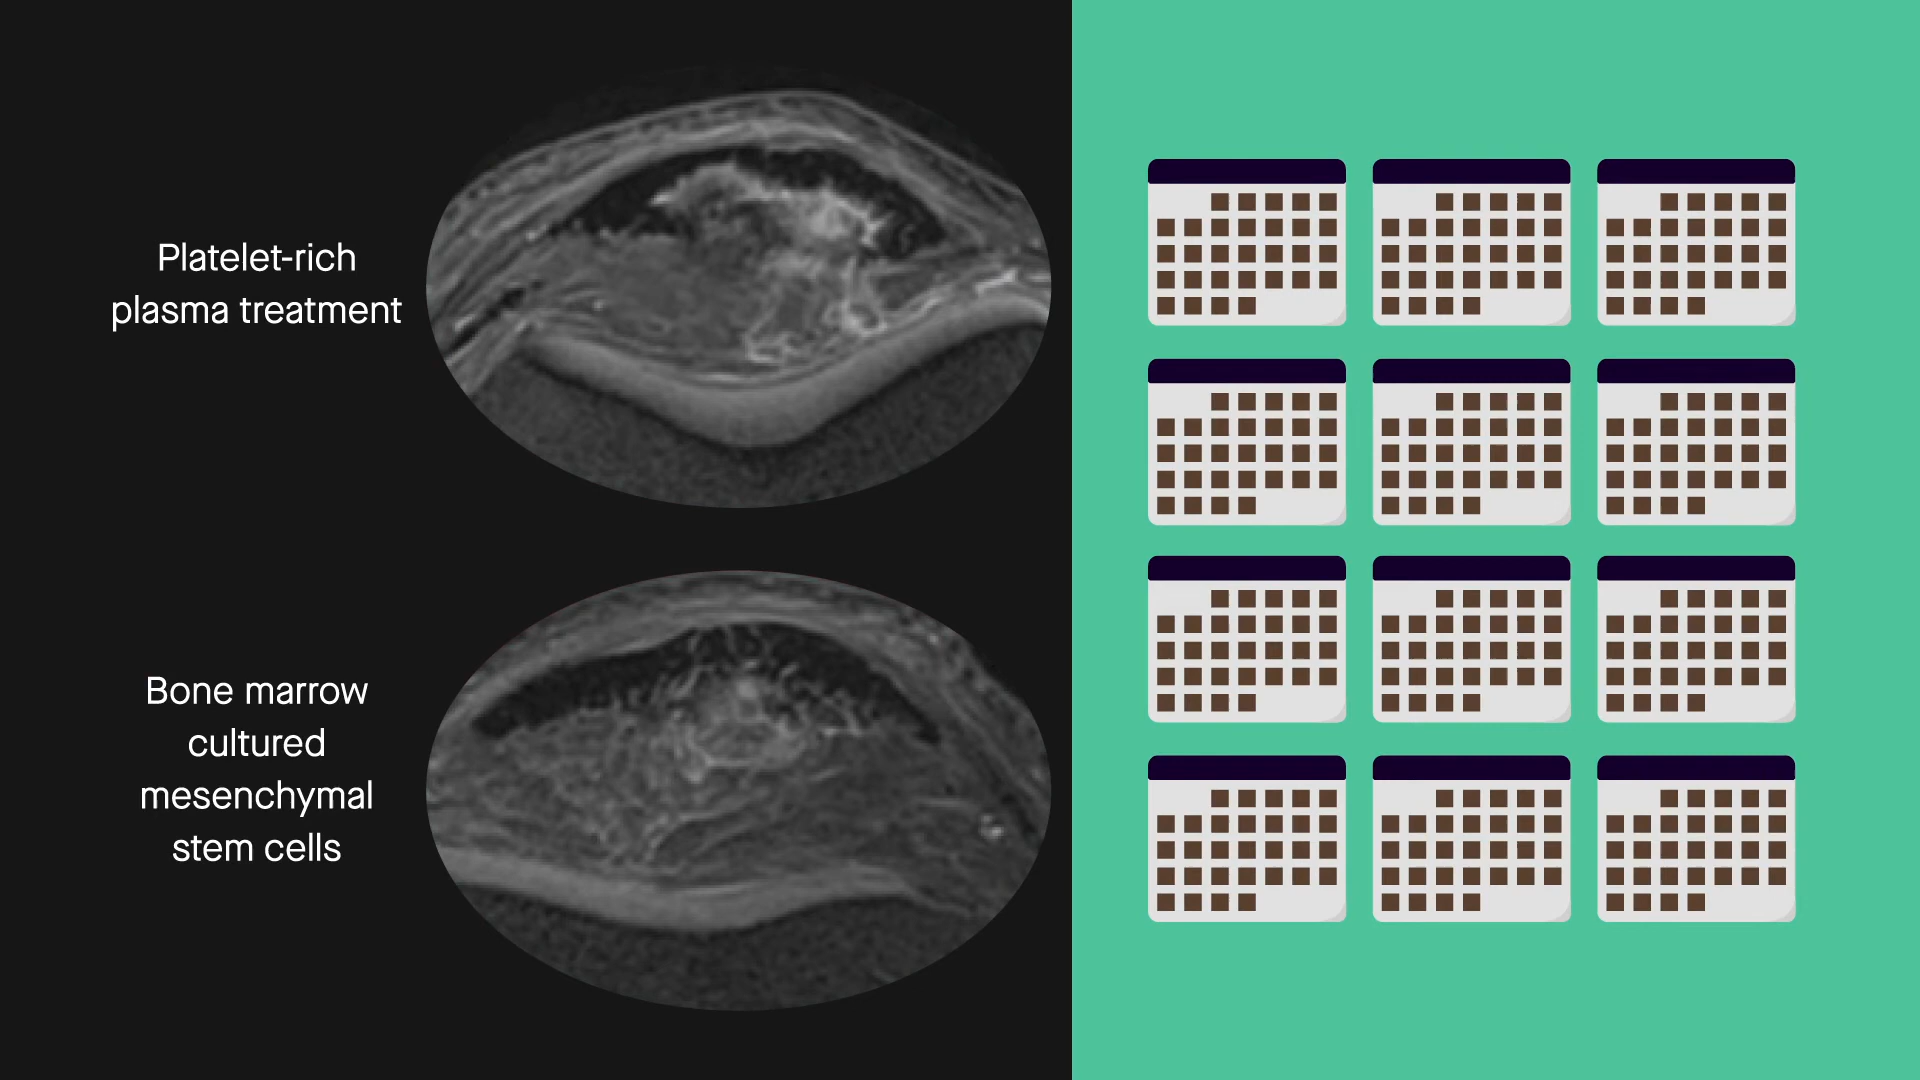 Platelet-rich
plasma treatment
Bone marrow
cultured
mesenchymal
stem cells